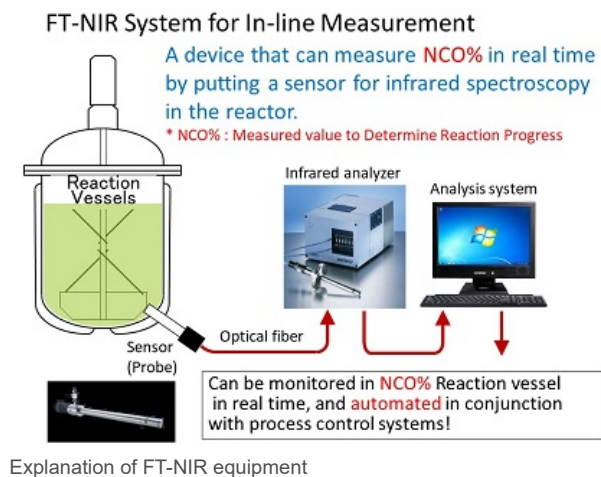 FT-NIR System for In-line Measurement
A device that can measure NCO% in real time
by putting a sensor for infrared spectroscopy
in the reactor.
* NCO% : Measured value to Determine Reaction Progress
Reaction
Vessels
Infrared analyzer
Analysis system
Optical fiber
Sensor
(Probe)
Can be monitored in NCO% Reaction vessel
in real time, and automated in conjunction
with process control systems!
Explanation of FT-NIR equipment